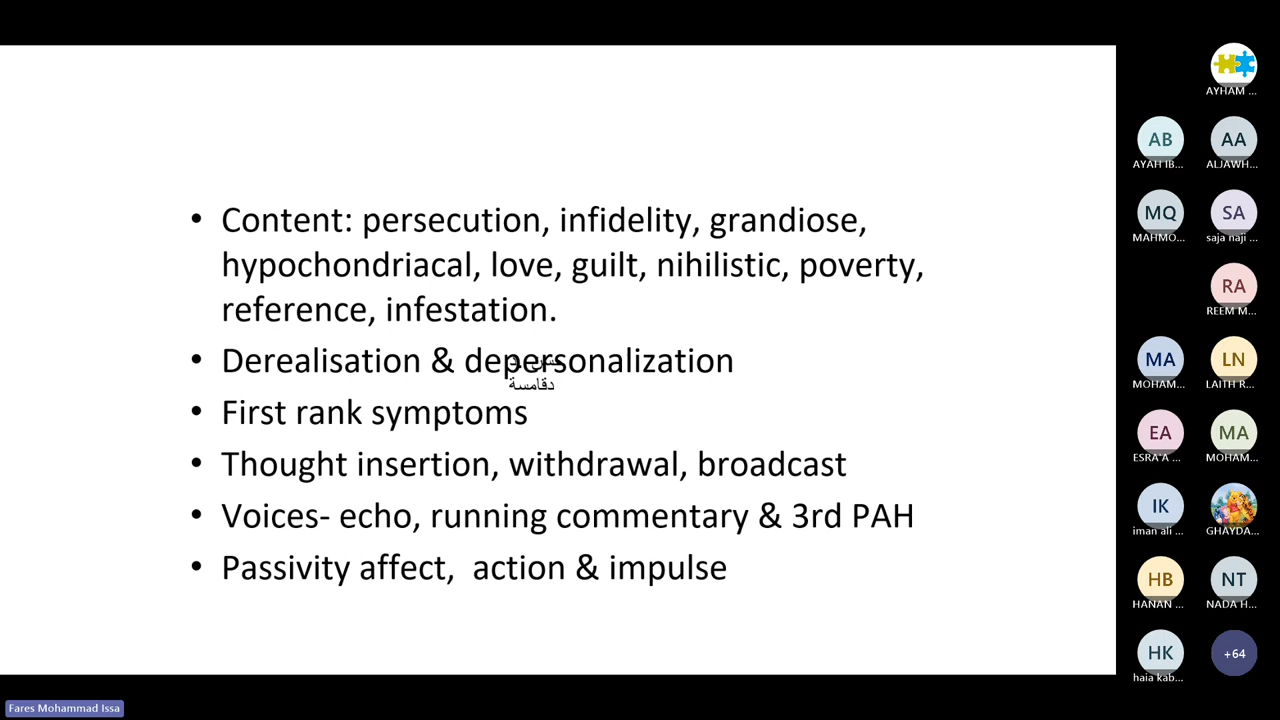 • Content: persecution, infidelity, grandiose,
hypochondriacal, love, guilt, nihilistic, poverty,
reference, infestation.
• Derealisation & depersonalization
دقامسة
• First rank symptoms
• Thought insertion, withdrawal, broadcast
• Voices- echo, running commentary & 3rd PAH
• Passivity affect, action & impulse
AYHAM ...
AB
AYAH IB...
AA
ALJAWH...
MQ
MAHMO...
SA
saja naji ...
RA
REEM M...
MA
MOHAM...
LN
LAITH R...
EA
ESRA'A ...
MA
MOHAM...
IK
iman ali ...
GHAYDA...
HB
HANAN ...
NT
NADA H...
HK
haia kab...
+64
Fares Mohammad Issa